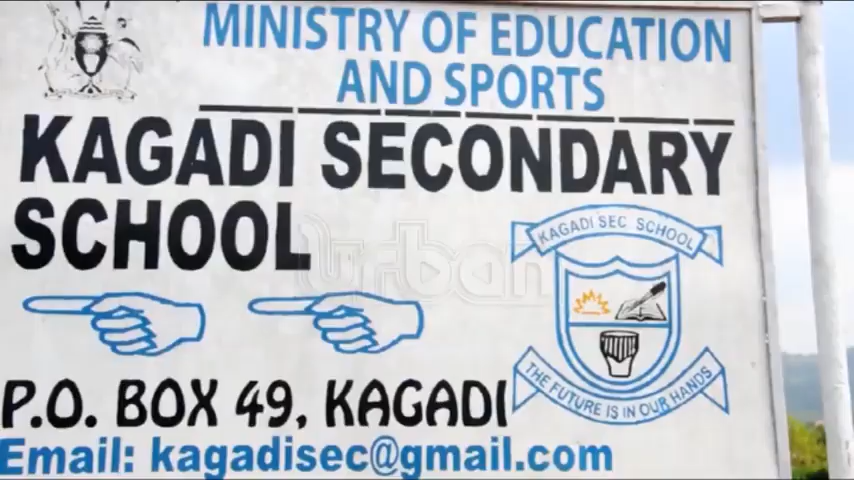 MINISTRY OF EDUCATION
AND SPORTS
KAGADI SECONDARY
SCHOOL
urban
KAGADI SEC SCHOOL
THE FUTURE IS IN OUR HANDS
P.O. BOX 49, KAGADI
Email: kagadisec@gmail.com